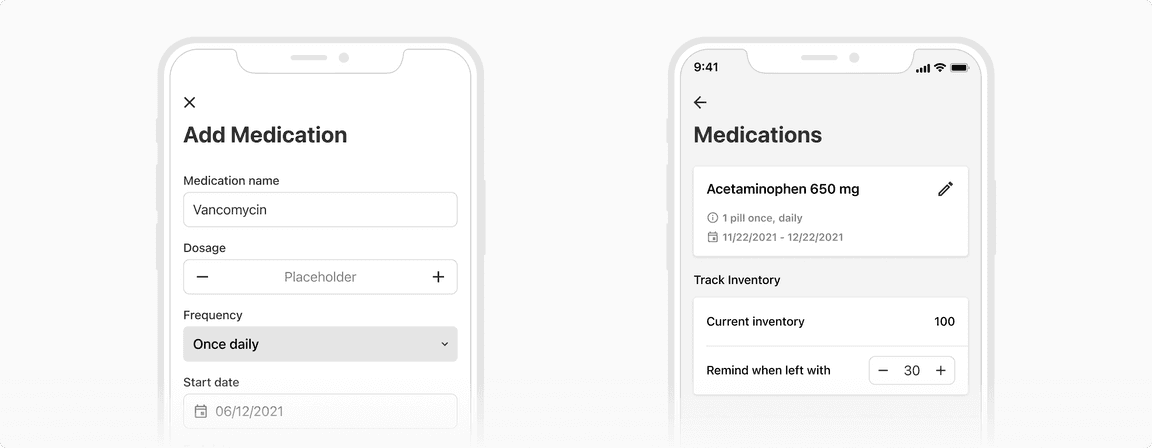 Add Medication
Medication name
Vancomycin
Dosage
Placeholder
Frequency
Once daily
Start date
06/12/2021
9:41
Medications
Acetaminophen 650 mg
1 pill once, daily
11/22/2021 - 12/22/2021
Track Inventory
Current inventory 100
Remind when left with − 30 +